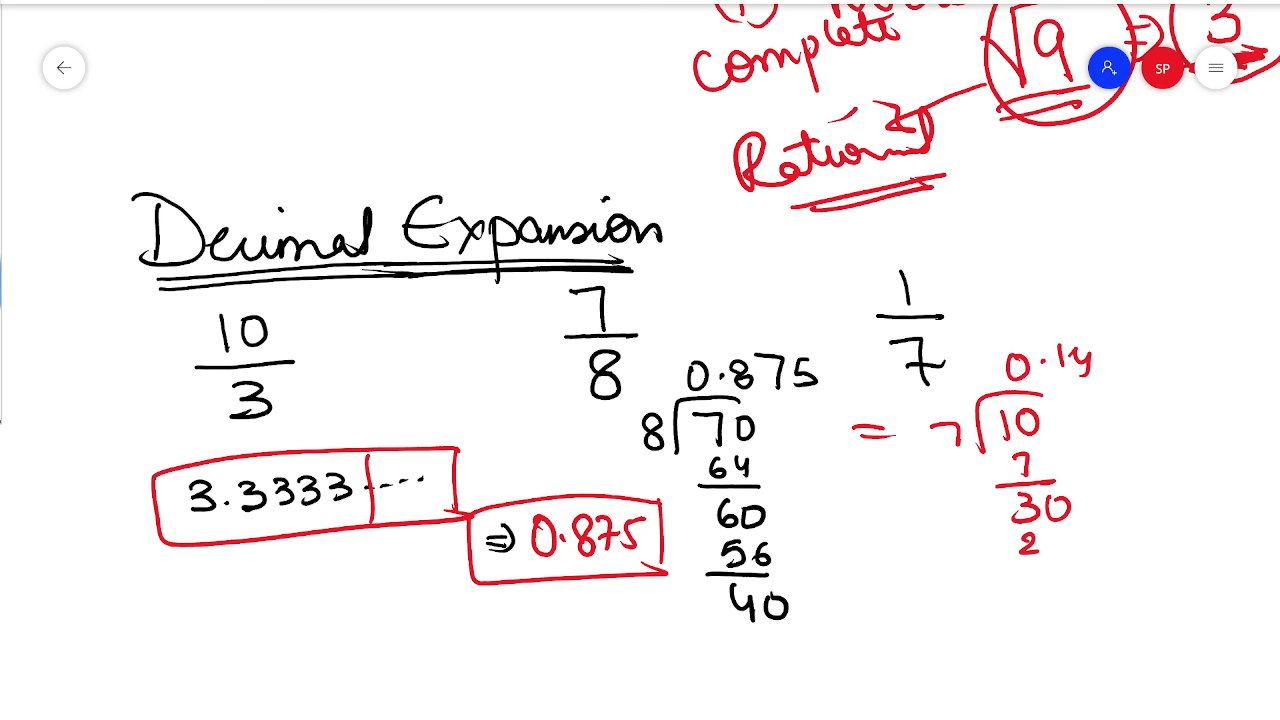 complete
√9 ⇒ 3
SP
Rational
Decimal Expansion
10/3
7/8
1/7
3.3333....
⇒ 0.875
0.875
8 70
64
60
56
40
0.14
= 7 10
7
30
2